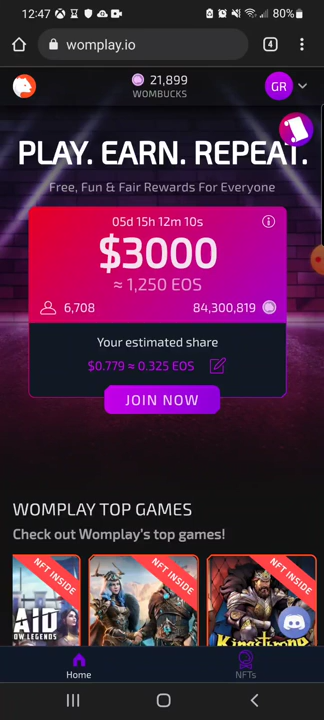 12:47
80%
womplay.io
4
21,899
WOMBUCKS
GR
PLAY. EARN. REPEAT.
Free, Fun & Fair Rewards For Everyone
05d 15h 12m 10s
$3000
≈ 1,250 EOS
6,708
84,300,819
Your estimated share
$0.779 ≈ 0.325 EOS
JOIN NOW
WOMPLAY TOP GAMES
Check out Womplay's top games!
NFT INSIDE
NFT INSIDE
NFT INSIDE
AID
OW LEGENDS
Home
NFTs